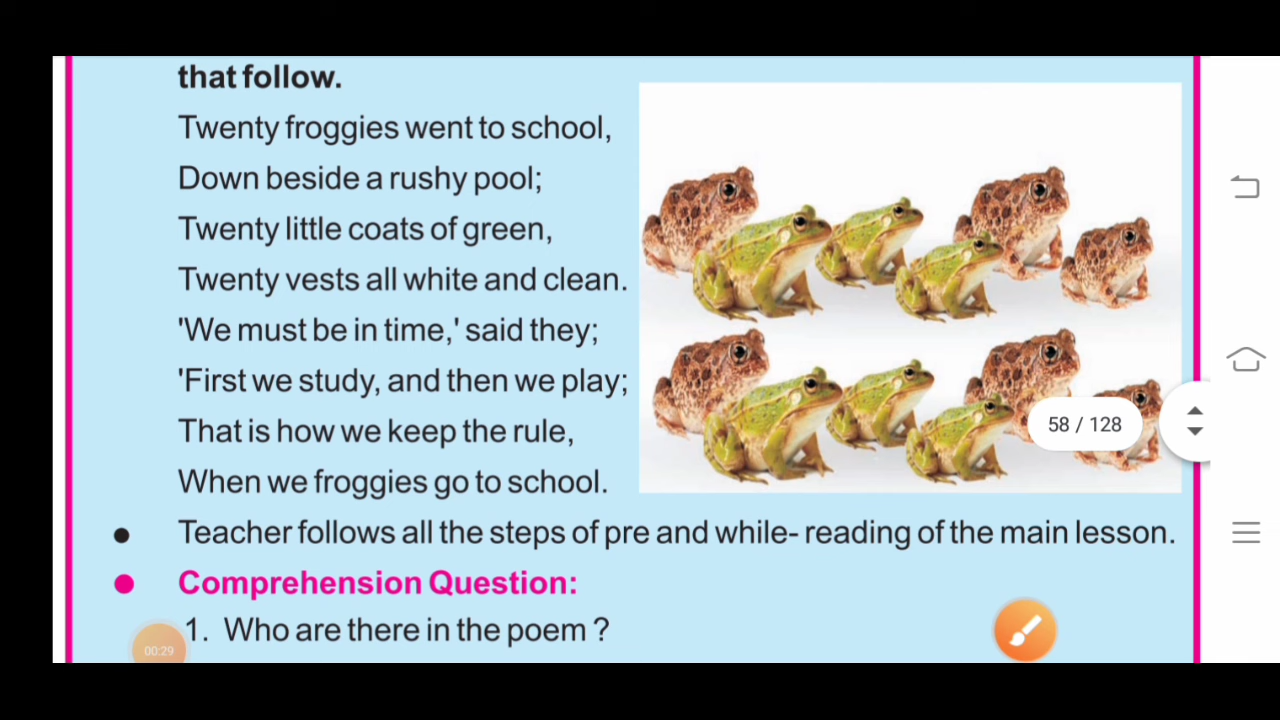 that follow.
Twenty froggies went to school,
Down beside a rushy pool;
Twenty little coats of green,
Twenty vests all white and clean.
'We must be in time,' said they;
'First we study, and then we play;
That is how we keep the rule,
When we froggies go to school.
58 / 128
● Teacher follows all the steps of pre and while- reading of the main lesson.
● Comprehension Question:
1. Who are there in the poem ?
00:29